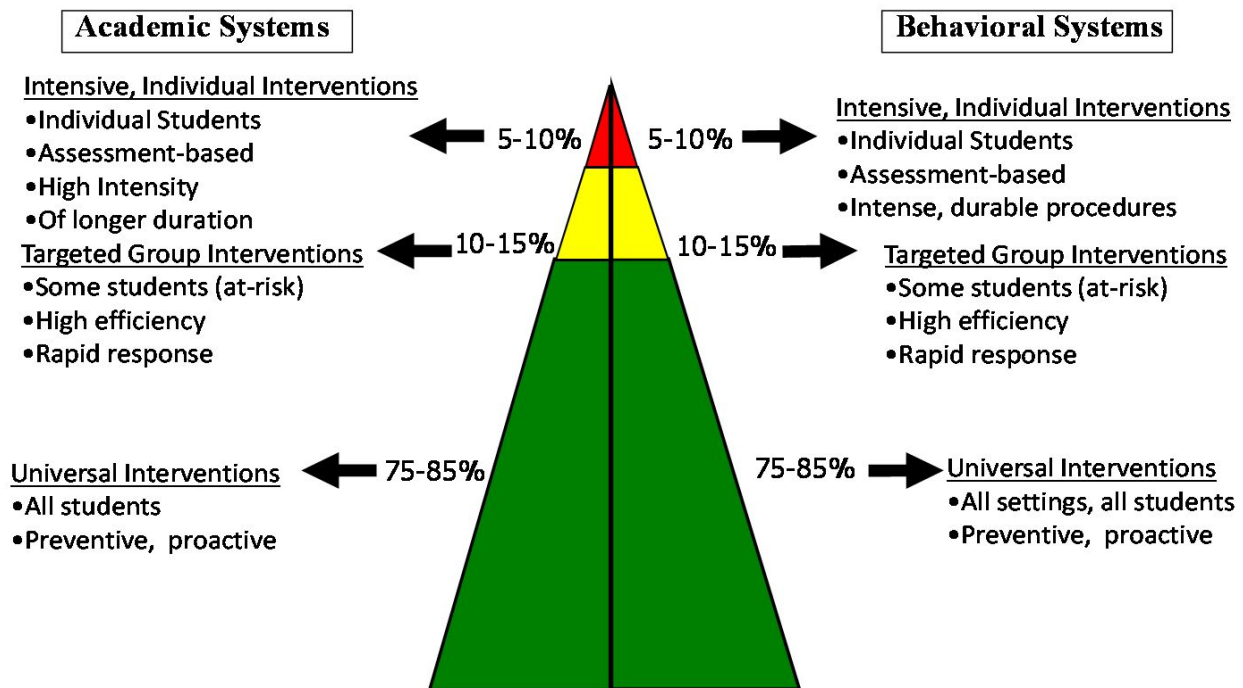 Academic Systems
Intensive, Individual Interventions
•Individual Students
•Assessment-based
•High Intensity
•Of longer duration
5-10%
Targeted Group Interventions
•Some students (at-risk)
•High efficiency
•Rapid response
10-15%
Universal Interventions
•All students
•Preventive, proactive
75-85%
Behavioral Systems
5-10%
Intensive, Individual Interventions
•Individual Students
•Assessment-based
•Intense, durable procedures
10-15%
Targeted Group Interventions
•Some students (at-risk)
•High efficiency
•Rapid response
75-85%
Universal Interventions
•All settings, all students
•Preventive, proactive